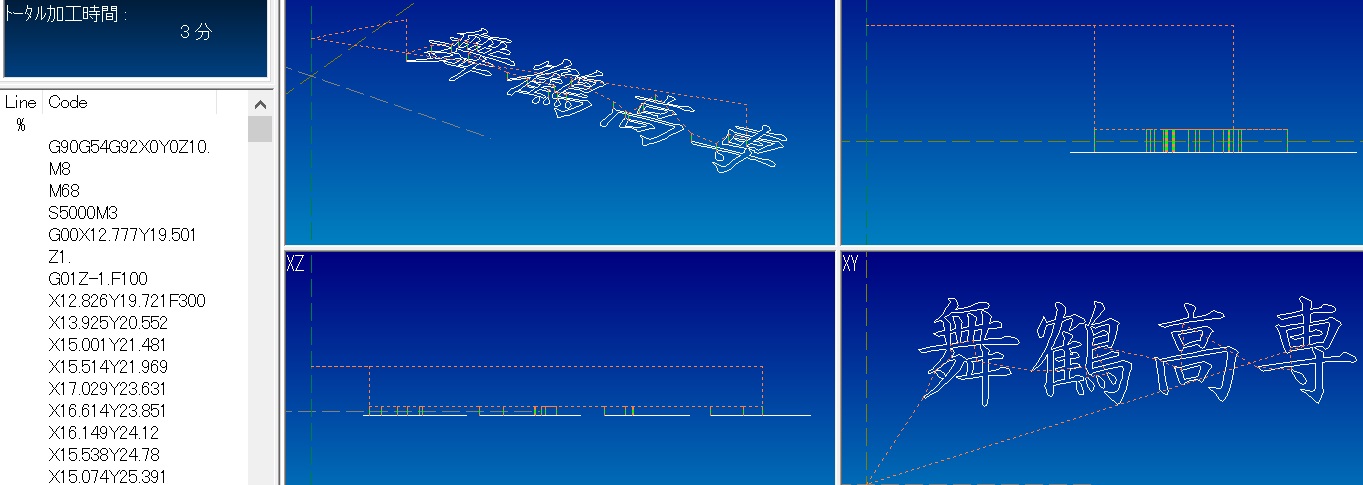 トータル加工時間 :
3 分
Line Code
%
G90G54G92X0Y0Z10.
M8
M68
S5000M3
G00X12.777Y19.501
Z1.
G01Z-1.F100
X12.826Y19.721F300
X13.925Y20.552
X15.001Y21.481
X15.514Y21.969
X17.029Y23.631
X16.614Y23.851
X16.149Y24.12
X15.538Y24.78
X15.074Y25.391
舞鶴高専
XZ
XY
舞鶴高専